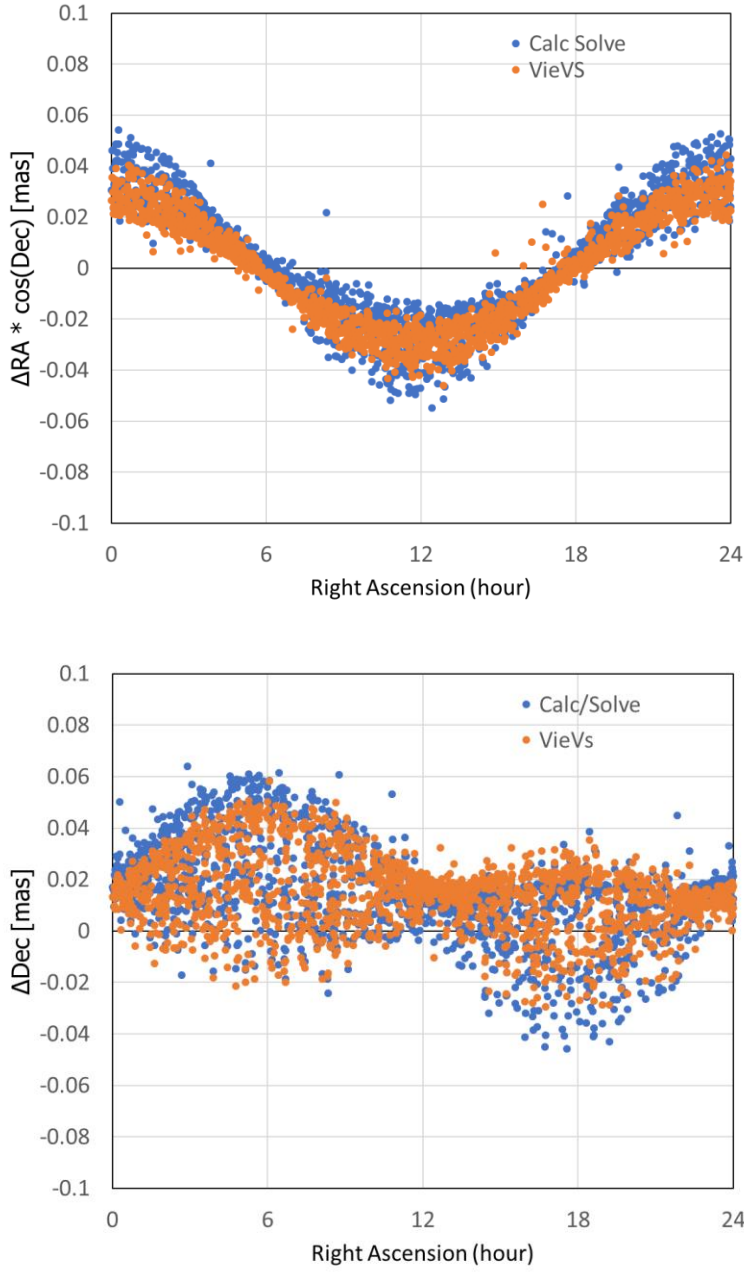 0.1
0.08
0.06
0.04
0.02
0
-0.02
-0.04
-0.06
-0.08
-0.1
ΔRA * cos(Dec) [mas]
Calc Solve
VieVS
0 6 12 18 24
Right Ascension (hour)
0.1
0.08
0.06
0.04
0.02
0
-0.02
-0.04
-0.06
-0.08
-0.1
ΔDec [mas]
Calc/Solve
VieVs
0 6 12 18 24
Right Ascension (hour)